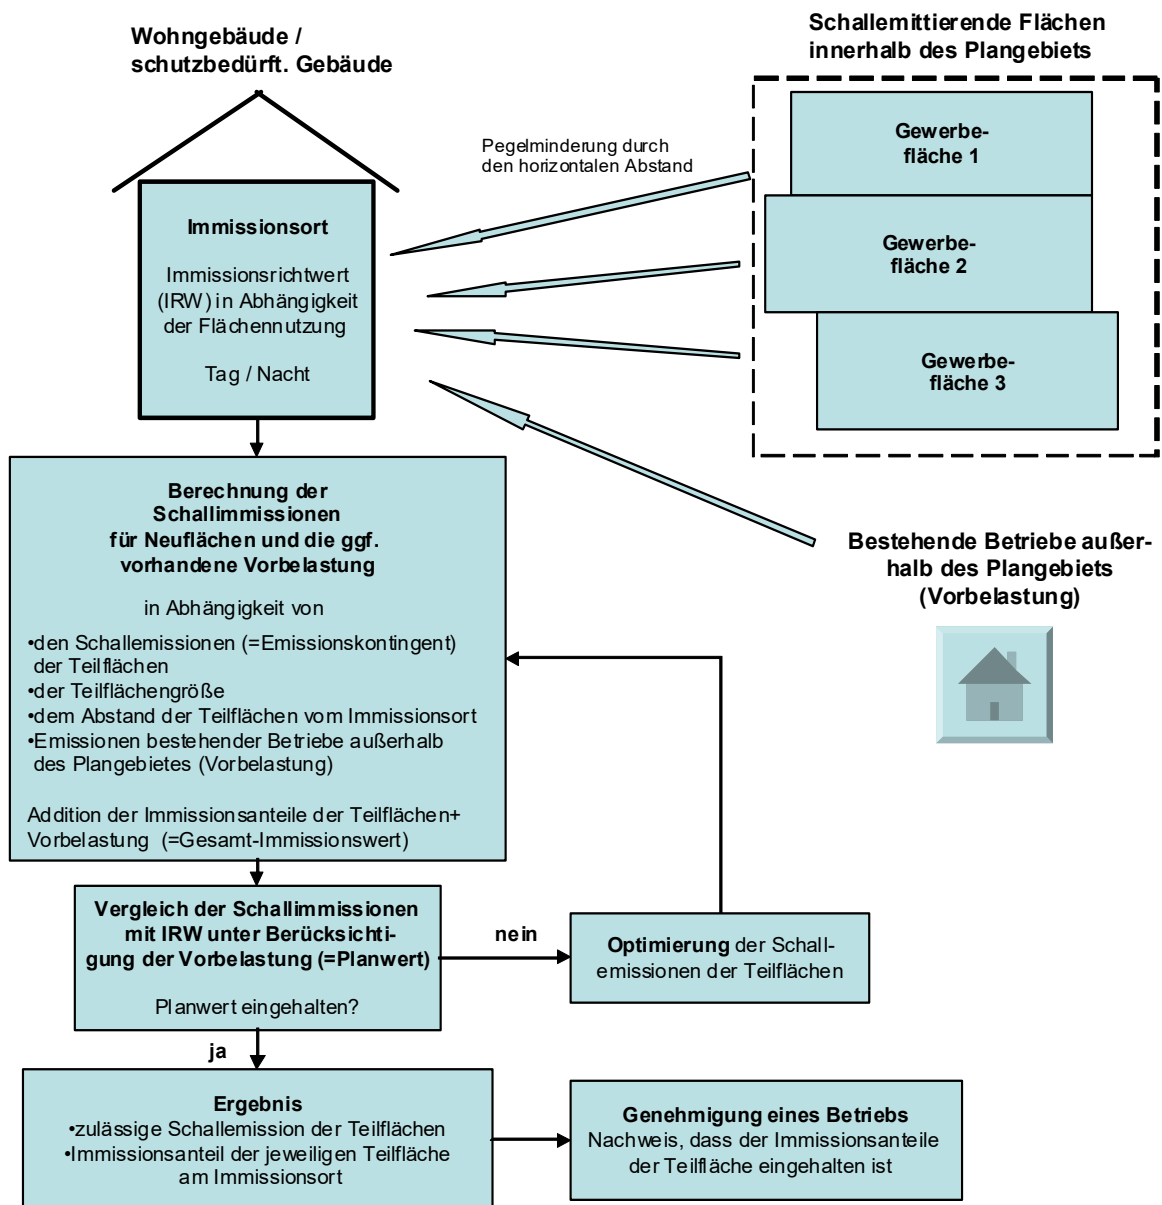 Wohngebäude /
schutzbedürft. Gebäude
Schallemittierende Flächen
innerhalb des Plangebiets
Pegelminderung durch
den horizontalen Abstand
Gewerbe-
fläche 1
Gewerbe-
fläche 2
Gewerbe-
fläche 3
Immissionsort
Immissionsrichtwert
(IRW) in Abhängigkeit
der Flächennutzung
Tag / Nacht
Bestehende Betriebe außer-
halb des Plangebiets
(Vorbelastung)
Berechnung der
Schallimmissionen
für Neuflächen und die ggf.
vorhandene Vorbelastung
in Abhängigkeit von
•den Schallemissionen (=Emissionskontingent)
der Teilflächen
•der Teilflächengröße
•dem Abstand der Teilflächen vom Immissionsort
•Emissionen bestehender Betriebe außerhalb
des Plangebietes (Vorbelastung)
Addition der Immissionsanteile der Teilflächen+
Vorbelastung (=Gesamt-Immissionswert)
Vergleich der Schallimmissionen
mit IRW unter Berücksichti-
gung der Vorbelastung (=Planwert)
Planwert eingehalten?
nein
Optimierung der Schall-
emissionen der Teilflächen
ja
Ergebnis
•zulässige Schallemission der Teilflächen
•Immissionsanteil der jeweiligen Teilfläche
am Immissionsort
Genehmigung eines Betriebs
Nachweis, dass der Immissionsanteile
der Teilfläche eingehalten ist